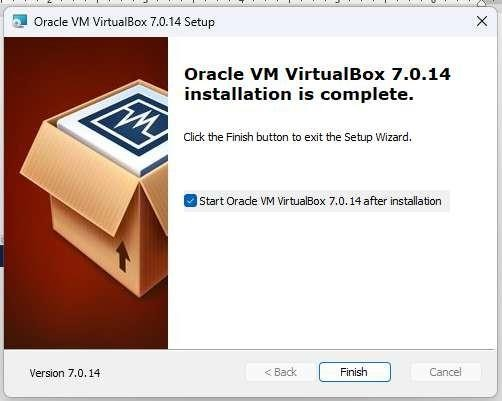 Oracle VM VirtualBox 7.0.14 Setup
Oracle VM VirtualBox 7.0.14
installation is complete.
Click the Finish button to exit the Setup Wizard.
Start Oracle VM VirtualBox 7.0.14 after installation
Version 7.0.14
< Back
Finish
Cancel